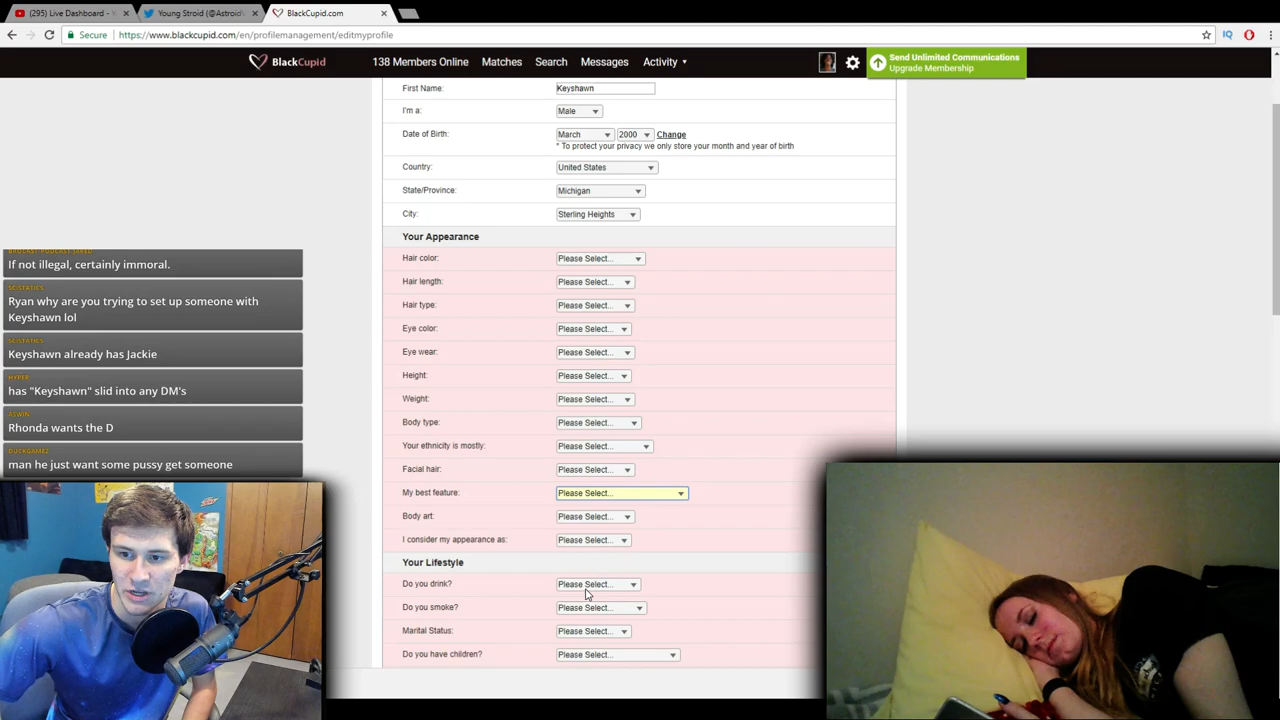 (295) Live Dashboard -
Young Stroid (@Astroid
BlackCupid.com
Secure
https://www.blackcupid.com/en/profilemanagement/editmyprofile
BlackCupid
138 Members Online
Matches
Search
Messages
Activity
Send Unlimited Communications
Upgrade Membership
First Name: Keyshawn
I'm a: Male
Date of Birth: March 2000 Change
* To protect your privacy we only store your month and year of birth
Country: United States
State/Province: Michigan
City: Sterling Heights
Your Appearance
Hair color: Please Select...
Hair length: Please Select...
Hair type: Please Select...
Eye color: Please Select...
Eye wear: Please Select...
Height: Please Select...
Weight: Please Select...
Body type: Please Select...
Your ethnicity is mostly: Please Select...
Facial hair: Please Select...
My best feature: Please Select...
Body art: Please Select...
I consider my appearance as: Please Select...
Your Lifestyle
Do you drink? Please Select...
Do you smoke? Please Select...
Marital Status: Please Select...
Do you have children? Please Select...
If not illegal, certainly immoral.
SEISTATIES
Ryan why are you trying to set up someone with
Keyshawn lol
SEISTATIES
Keyshawn already has Jackie
HYPER
has "Keyshawn" slid into any DM's
ASWIN
Rhonda wants the D
DUCKGAMEZ
man he just want some pussy get someone